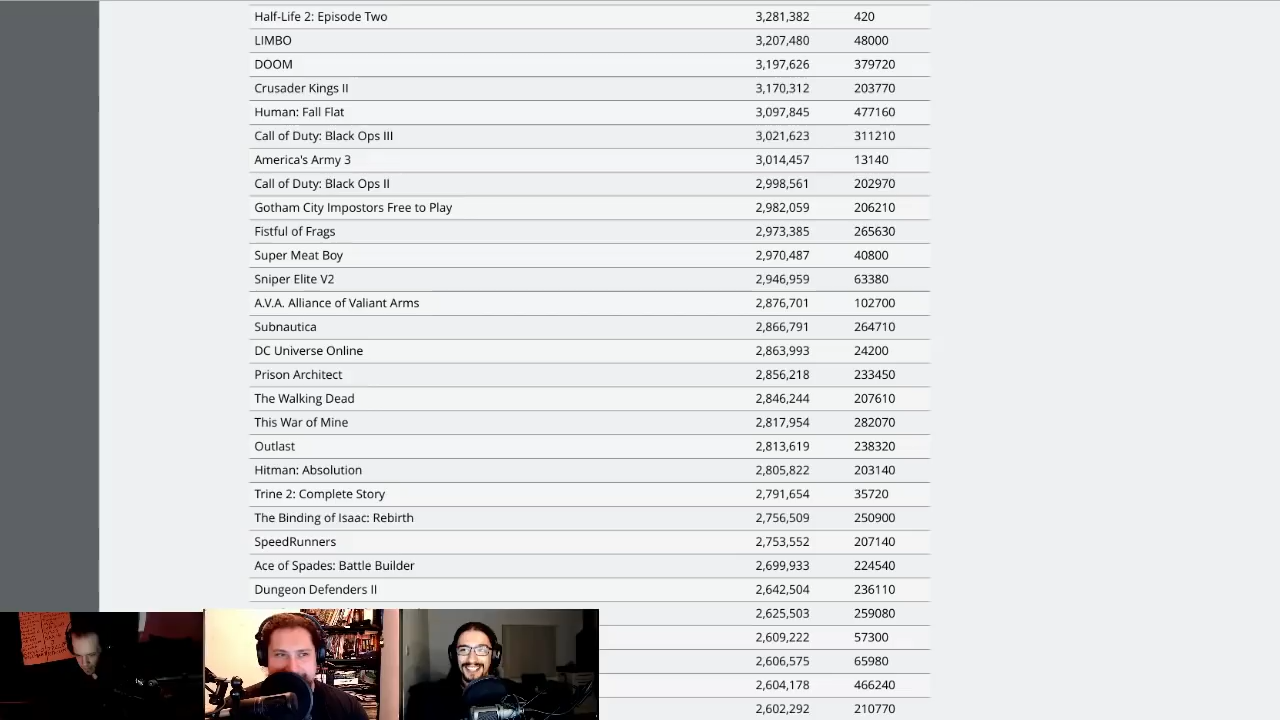 Half-Life 2: Episode Two 3,281,382 420
LIMBO 3,207,480 48000
DOOM 3,197,626 379720
Crusader Kings II 3,170,312 203770
Human: Fall Flat 3,097,845 477160
Call of Duty: Black Ops III 3,021,623 311210
America's Army 3 3,014,457 13140
Call of Duty: Black Ops II 2,998,561 202970
Gotham City Impostors Free to Play 2,982,059 206210
Fistful of Frags 2,973,385 265630
Super Meat Boy 2,970,487 40800
Sniper Elite V2 2,946,959 63380
A.V.A. Alliance of Valiant Arms 2,876,701 102700
Subnautica 2,866,791 264710
DC Universe Online 2,863,993 24200
Prison Architect 2,856,218 233450
The Walking Dead 2,846,244 207610
This War of Mine 2,817,954 282070
Outlast 2,813,619 238320
Hitman: Absolution 2,805,822 203140
Trine 2: Complete Story 2,791,654 35720
The Binding of Isaac: Rebirth 2,756,509 250900
SpeedRunners 2,753,552 207140
Ace of Spades: Battle Builder 2,699,933 224540
Dungeon Defenders II 2,642,504 236110
2,625,503 259080
2,609,222 57300
2,606,575 65980
2,604,178 466240
2,602,292 210770